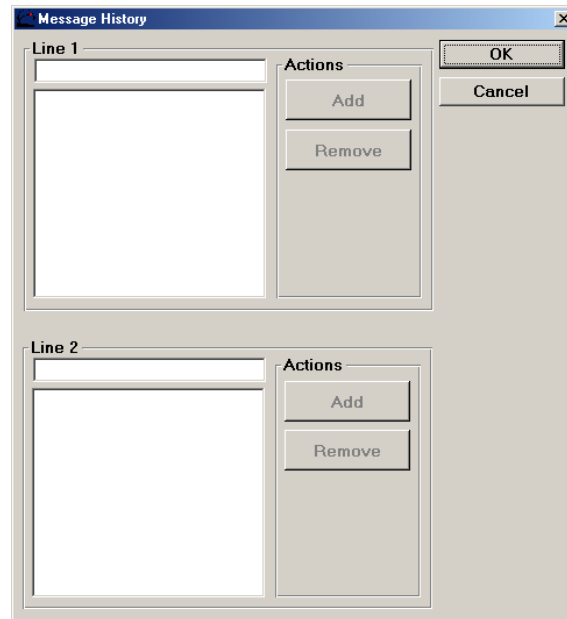 Message History
Line 1
Actions
OK
Add
Cancel
Remove
Line 2
Actions
Add
Remove